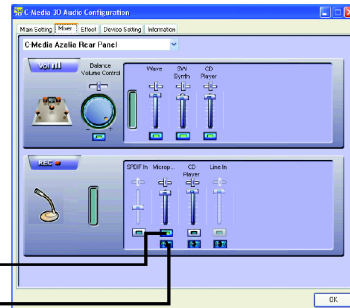 C-Media 3D Audio Configuration
Main Setting Mixer Effect Device Setting Information
C-Media Azalia Rear Panel
Vol
Balance
Volume Control
Wave
SW
Synth
CD
Player
REC
SPDIF In
Microp...
CD
Player
Line In
OK